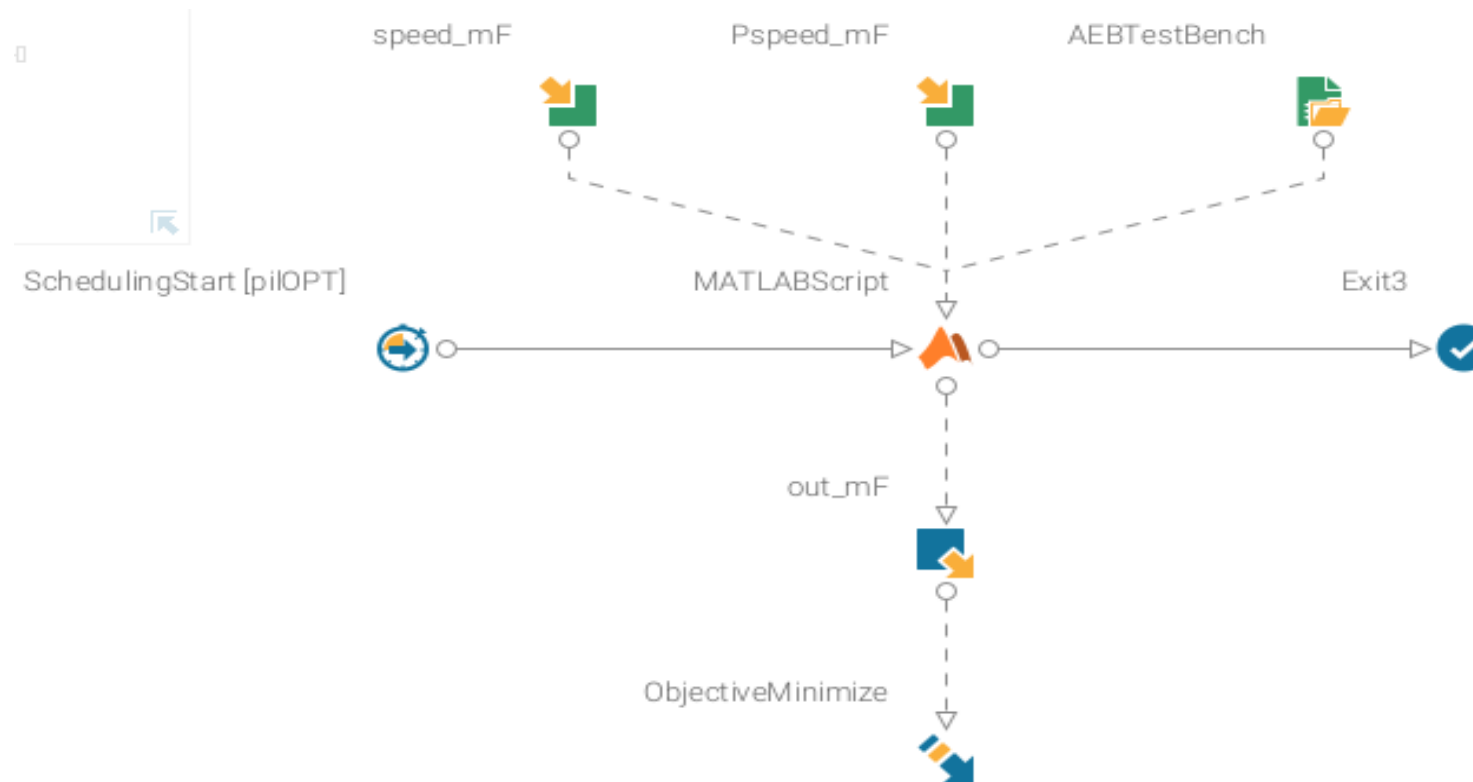 speed_mF
Pspeed_mF
AEBTestBench
SchedulingStart [pilOPT]
MATLABScript
Exit3
out_mF
ObjectiveMinimize